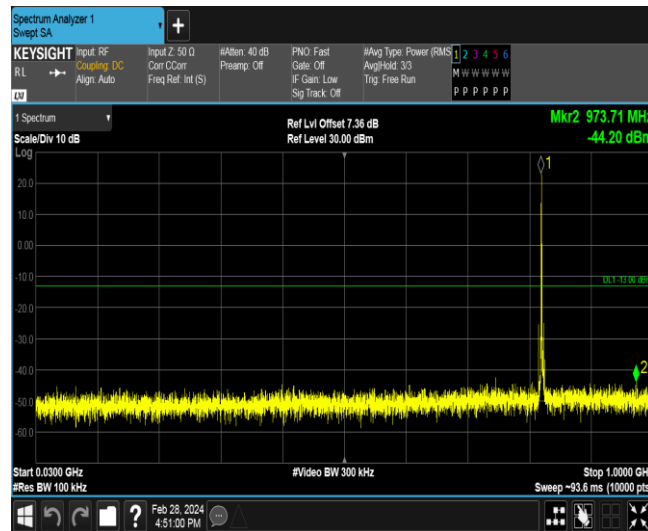 Spectrum Analyzer 1
Swept SA
+
KEYSIGHT
RL
LXI
Input: RF
Coupling: DC
Align: Auto
Input Z: 50 Ω
Corr CCorr
Freq Ref: Int (S)
#Atten: 40 dB
Preamp: Off
PNO: Fast
Gate: Off
IF Gain: Low
Sig Track: Off
#Avg Type: Power (RMS
Avg|Hold: 3/3
Trig: Free Run
1 2 3 4 5 6
M W W W W W
P P P P P P
1 Spectrum
Scale/Div 10 dB
Log
Ref Lvl Offset 7.36 dB
Ref Level 30.00 dBm
Mkr2 973.71 MHz
-44.20 dBm
20.0
10.0
0.00
-10.0
-20.0
-30.0
-40.0
-50.0
-60.0
1
DL1 -13.00 dBm
2
Start 0.0300 GHz
#Res BW 100 kHz
#Video BW 300 kHz
Stop 1.0000 GH
Sweep ~93.6 ms (10000 pts
?
Feb 28, 2024
4:51:00 PM